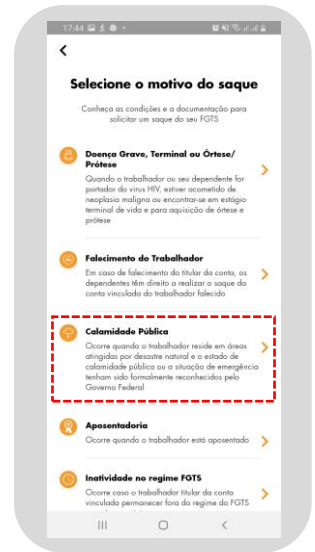 17:44
Selecione o motivo do saque
Conheça as condições e a documentação para
solicitar um saque do seu FGTS
Doença Grave, Terminal ou Órtese/
Prótese
Quando o trabalhador ou seu dependente for
portador do vírus HIV, estiver acometido de
neoplasia maligna ou encontrar-se em estágio
terminal de vida e para aquisição de órtese e
prótese
Falecimento do Trabalhador
Em caso de falecimento do titular da conta, os
dependentes têm direito a realizar o saque da
conta vinculada do trabalhador falecido
Calamidade Pública
Ocorre quando o trabalhador reside em áreas
atingidas por desastre natural e o estado de
calamidade pública ou a situação de emergência
tenham sido formalmente reconhecidos pelo
Governo Federal
Aposentadoria
Ocorre quando o trabalhador está aposentado
Inatividade no regime FGTS
Ocorre caso o trabalhador titular da conta
vinculada permanecer fora do regime do FGTS